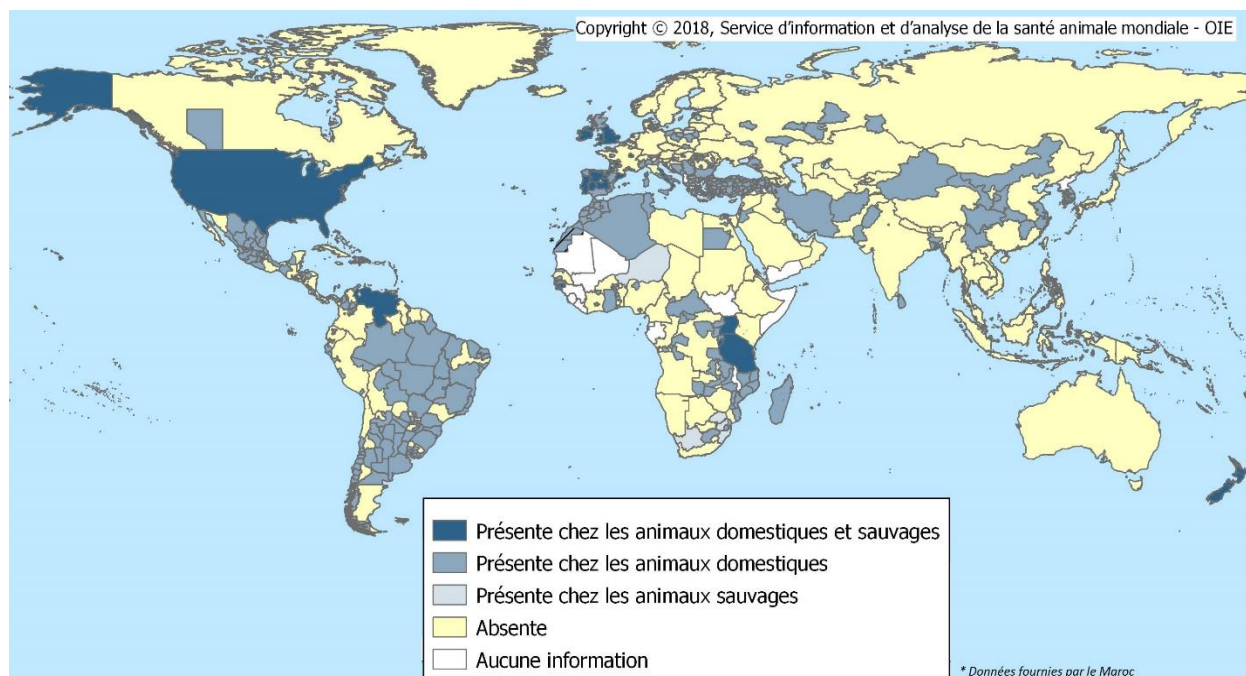 Copyright © 2018, Service d'information et d'analyse de la santé animale mondiale - OIE
*
Présente chez les animaux domestiques et sauvages
Présente chez les animaux domestiques
Présente chez les animaux sauvages
Absente
Aucune information
* Données fournies par le Maroc